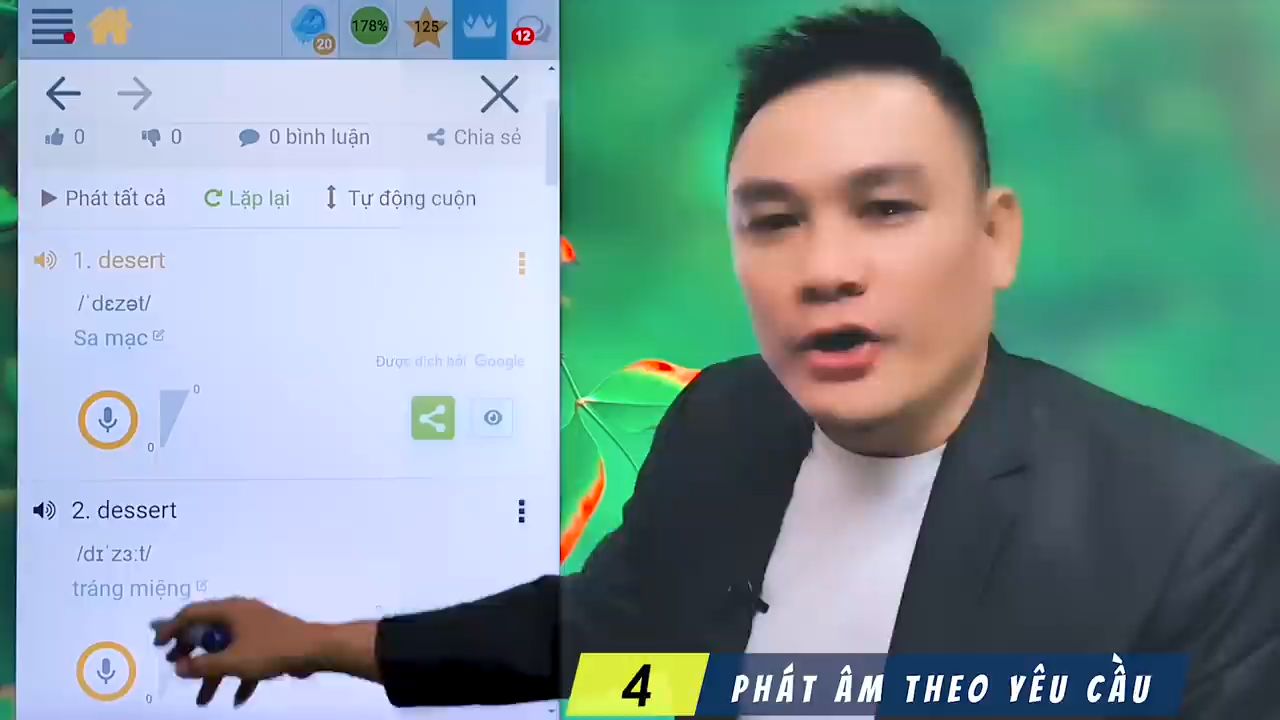 20
178%
125
12
0
0
0 bình luận
Chia sẻ
Phát tất cả
Lặp lại
Tự động cuộn
1. desert
/ˈdɛzət/
Sa mạc
Được dịch bởi Google
0
0
2. dessert
/dɪˈzɜːt/
tráng miệng
0
4 PHÁT ÂM THEO YÊU CẦU